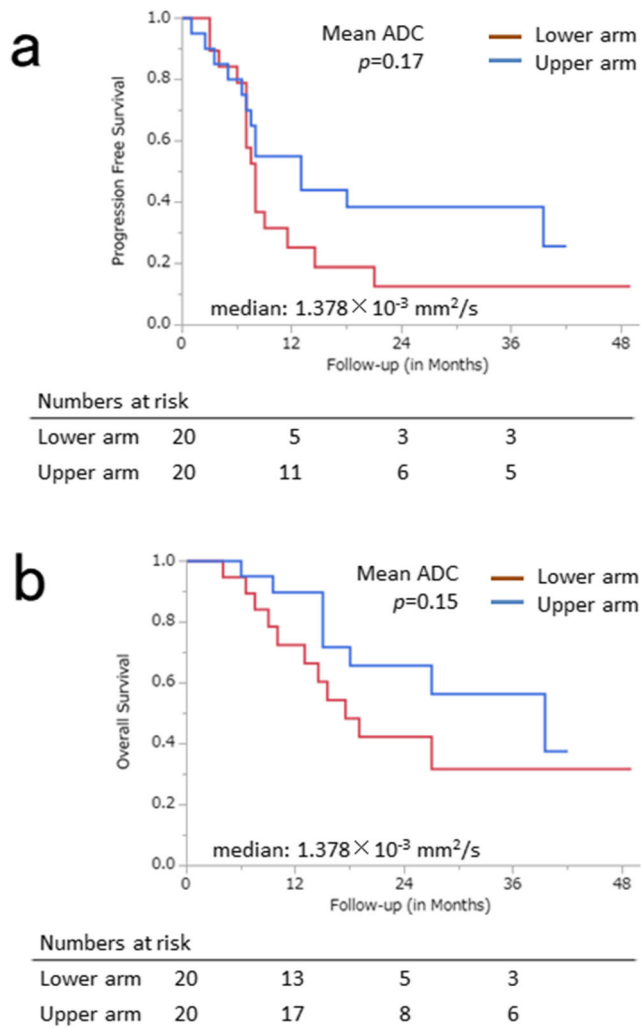 a
Mean ADC
p=0.17
Lower arm
Upper arm
Progression Free Survival
1.0
0.8
0.6
0.4
0.2
0.0
median: 1.378×10⁻³ mm²/s
0 12 24 36 48
Follow-up (in Months)
Numbers at risk
Lower arm 20 5 3 3
Upper arm 20 11 6 5
b
Mean ADC
p=0.15
Lower arm
Upper arm
Overall Survival
1.0
0.8
0.6
0.4
0.2
0.0
median: 1.378×10⁻³ mm²/s
0 12 24 36 48
Follow-up (in Months)
Numbers at risk
Lower arm 20 13 5 3
Upper arm 20 17 8 6